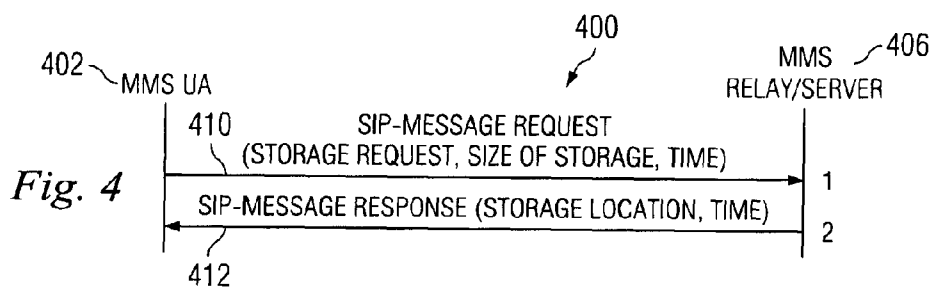 400
402 MMS UA
MMS 406
RELAY/SERVER
410
SIP-MESSAGE REQUEST
(STORAGE REQUEST, SIZE OF STORAGE, TIME)
1
Fig. 4
SIP-MESSAGE RESPONSE (STORAGE LOCATION, TIME)
2
412